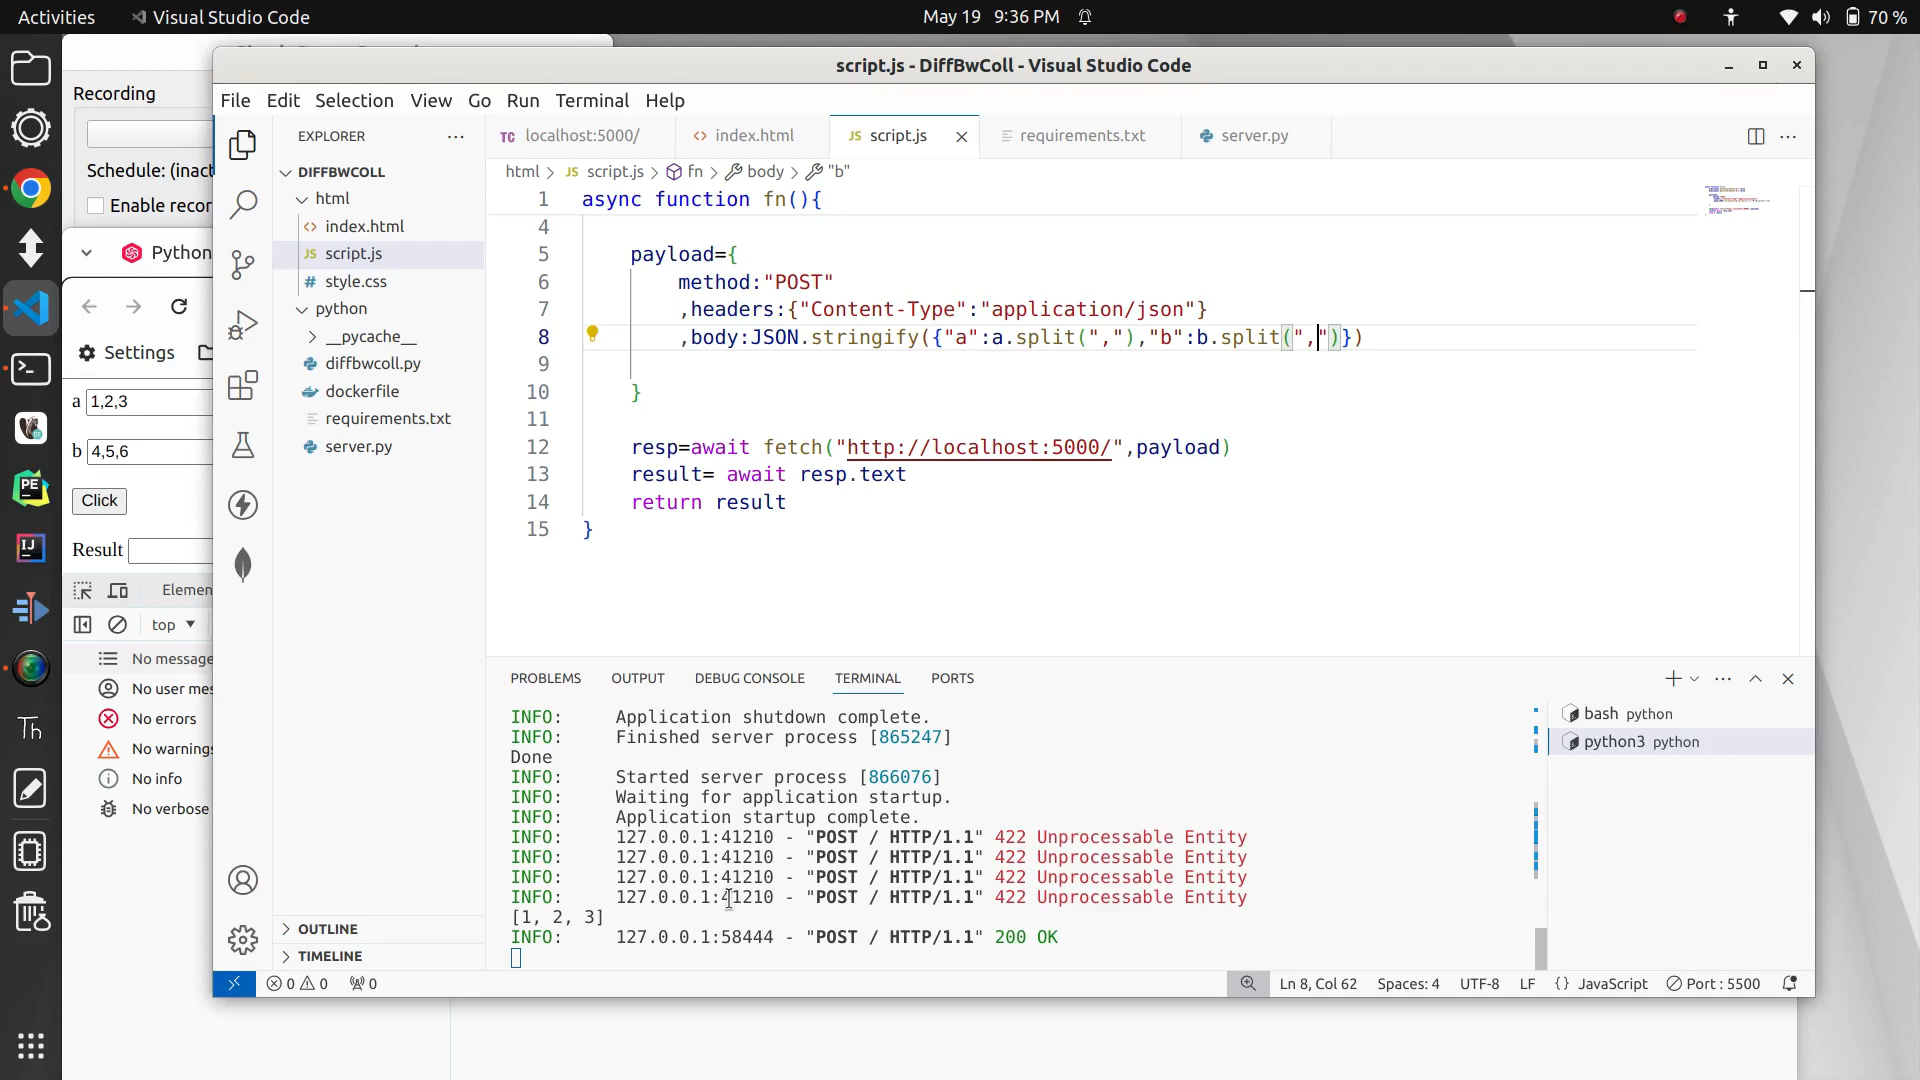 Activities
Visual Studio Code
May 19 9:36 PM
70 %
Recording
Schedule: (inact
Enable recor
Python
Settings
a 1,2,3
b 4,5,6
Click
Result
Elemen
top
No message
No user mes
No errors
No warnings
No info
No verbose
script.js - DiffBwColl - Visual Studio Code
File Edit Selection View Go Run Terminal Help
EXPLORER
DIFFBWCOLL
html
index.html
JS script.js
# style.css
python
__pycache__
diffbwcoll.py
dockerfile
requirements.txt
server.py
OUTLINE
TIMELINE
TC localhost:5000/
<> index.html
JS script.js
requirements.txt
server.py
html > JS script.js > fn > body > "b"
1 async function fn(){
4
5 payload={
6 method:"POST"
7 ,headers:{"Content-Type":"application/json"}
8 ,body:JSON.stringify({"a":a.split(","),"b":b.split(",")})
9
10 }
11
12 resp=await fetch("http://localhost:5000/",payload)
13 result= await resp.text
14 return result
15 }
PROBLEMS OUTPUT DEBUG CONSOLE TERMINAL PORTS
INFO: Application shutdown complete.
INFO: Finished server process [865247]
Done
INFO: Started server process [866076]
INFO: Waiting for application startup.
INFO: Application startup complete.
INFO: 127.0.0.1:41210 - "POST / HTTP/1.1" 422 Unprocessable Entity
INFO: 127.0.0.1:41210 - "POST / HTTP/1.1" 422 Unprocessable Entity
INFO: 127.0.0.1:41210 - "POST / HTTP/1.1" 422 Unprocessable Entity
INFO: 127.0.0.1:41210 - "POST / HTTP/1.1" 422 Unprocessable Entity
[1, 2, 3]
INFO: 127.0.0.1:58444 - "POST / HTTP/1.1" 200 OK
bash python
python3 python
0 0 0
Ln 8, Col 62 Spaces: 4 UTF-8 LF {} JavaScript Port : 5500